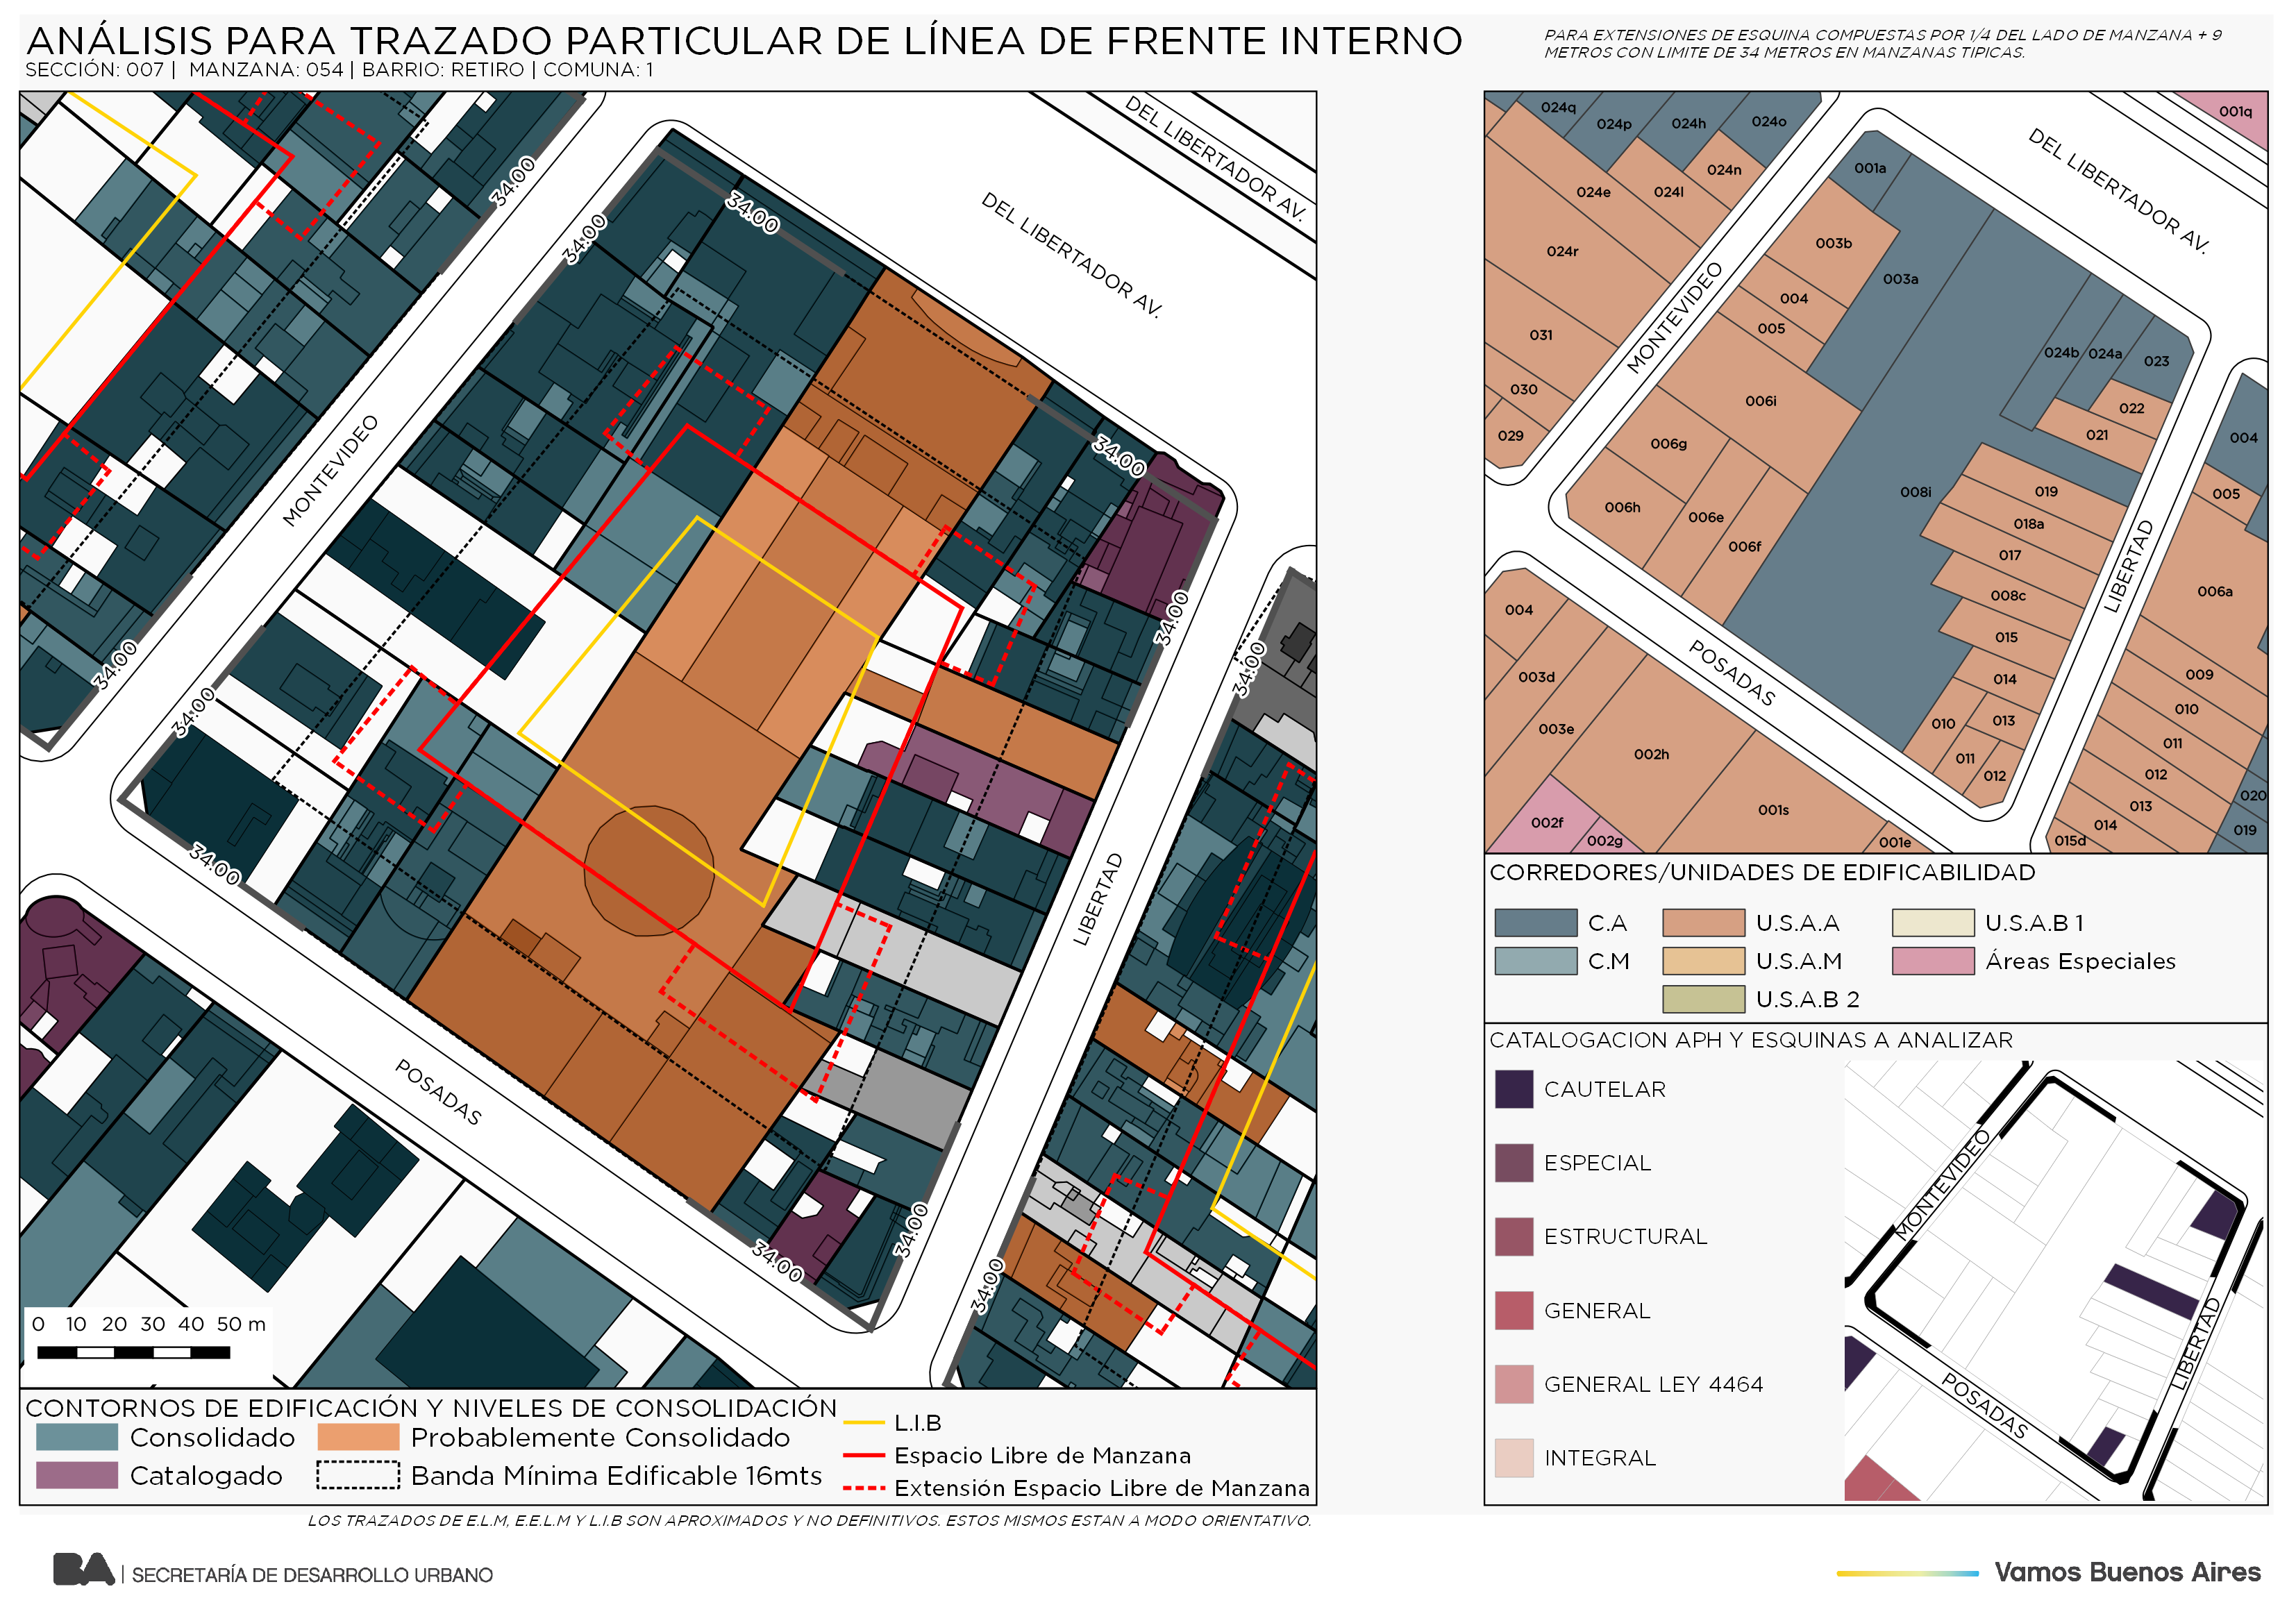 ANÁLISIS PARA TRAZADO PARTICULAR DE LÍNEA DE FRENTE INTERNO
SECCIÓN: 007 | MANZANA: 054 | BARRIO: RETIRO | COMUNA: 1
PARA EXTENSIONES DE ESQUINA COMPUESTAS POR 1/4 DEL LADO DE MANZANA + 9
METROS CON LIMITE DE 34 METROS EN MANZANAS TIPICAS.
DEL LIBERTADOR AV.
DEL LIBERTADOR AV.
34.00
34.00
34.00
34.00
34.00
34.00
34.00
34.00
34.00
34.00
34.00
34.00
MONTEVIDEO
LIBERTAD
POSADAS
0 10 20 30 40 50 m
CONTORNOS DE EDIFICACIÓN Y NIVELES DE CONSOLIDACIÓN
Consolidado
Probablemente Consolidado
Catalogado
Banda Mínima Edificable 16mts
L.I.B
Espacio Libre de Manzana
Extensión Espacio Libre de Manzana
LOS TRAZADOS DE E.L.M, E.E.L.M Y L.I.B SON APROXIMADOS Y NO DEFINITIVOS. ESTOS MISMOS ESTAN A MODO ORIENTATIVO.
001q
024q
024p
024h
024o
024n
024e
024l
024r
031
030
029
001a
003b
003a
004
005
006i
006g
006h
006e
006f
008i
024b
024a
023
022
021
019
018a
017
008c
015
014
013
010
011
012
004
005
006a
009
010
011
012
013
014
015d
020
019
004
003d
003e
002h
002f
002g
001s
001e
DEL LIBERTADOR AV.
MONTEVIDEO
LIBERTAD
POSADAS
CORREDORES/UNIDADES DE EDIFICABILIDAD
C.A
U.S.A.A
U.S.A.B 1
C.M
U.S.A.M
Áreas Especiales
U.S.A.B 2
CATALOGACION APH Y ESQUINAS A ANALIZAR
CAUTELAR
ESPECIAL
ESTRUCTURAL
GENERAL
GENERAL LEY 4464
INTEGRAL
MONTEVIDEO
LIBERTAD
POSADAS
BA | SECRETARÍA DE DESARROLLO URBANO
Vamos Buenos Aires